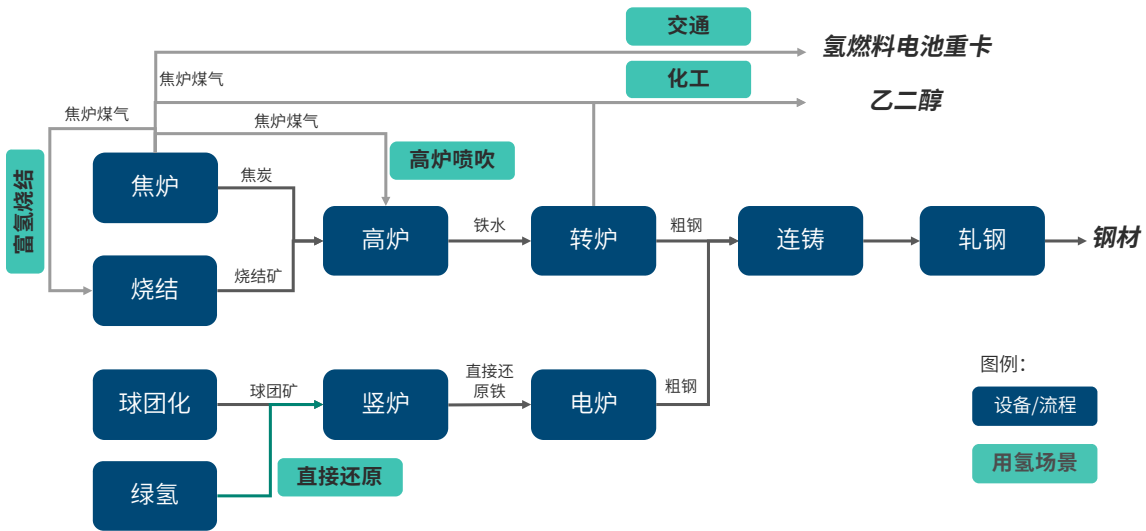 交通
氢燃料电池重卡
焦炉煤气
化工
乙二醇
焦炉煤气
焦炉煤气
高炉喷吹
富氢烧结
焦炉
焦炭
高炉
铁水
转炉
粗钢
连铸
轧钢
钢材
烧结
烧结矿
图例：
球团化
球团矿
竖炉
直接还
原铁
电炉
粗钢
设备/流程
直接还原
用氢场景
绿氢